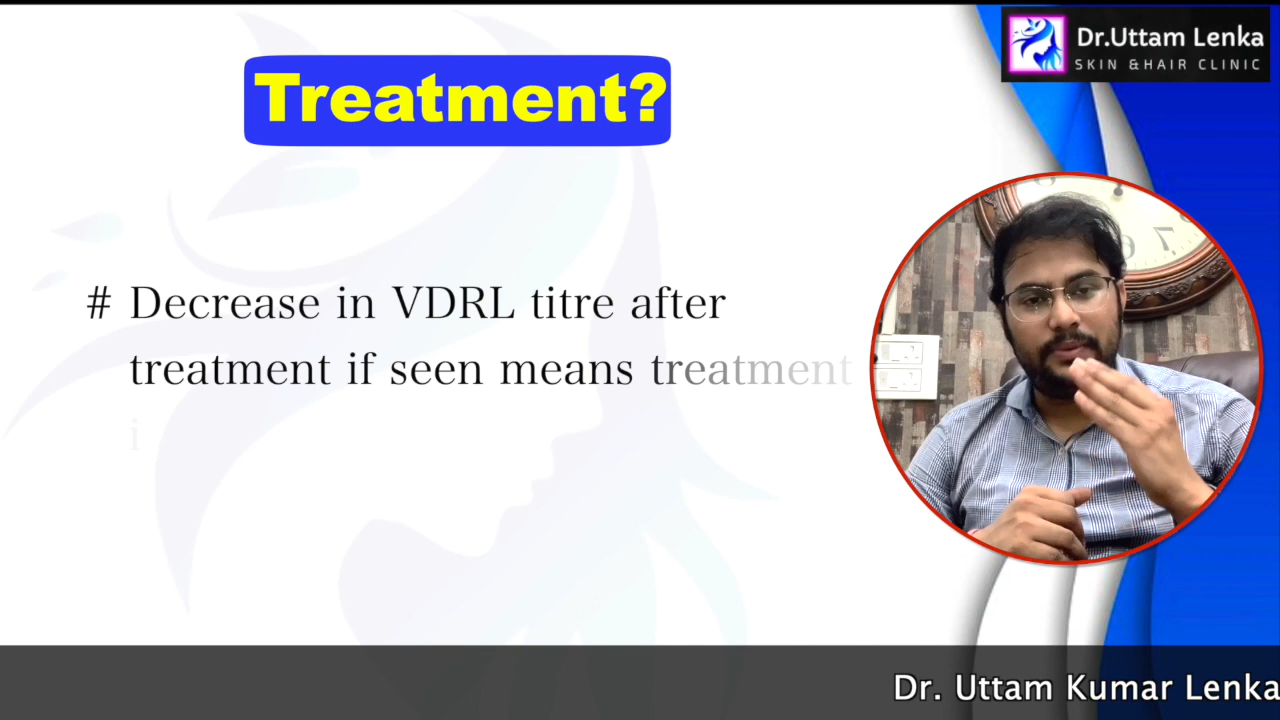 Dr.Uttam Lenka
SKIN & HAIR CLINIC
Treatment?
# Decrease in VDRL titre after
treatment if seen means treatment
i
Dr. Uttam Kumar Lenka